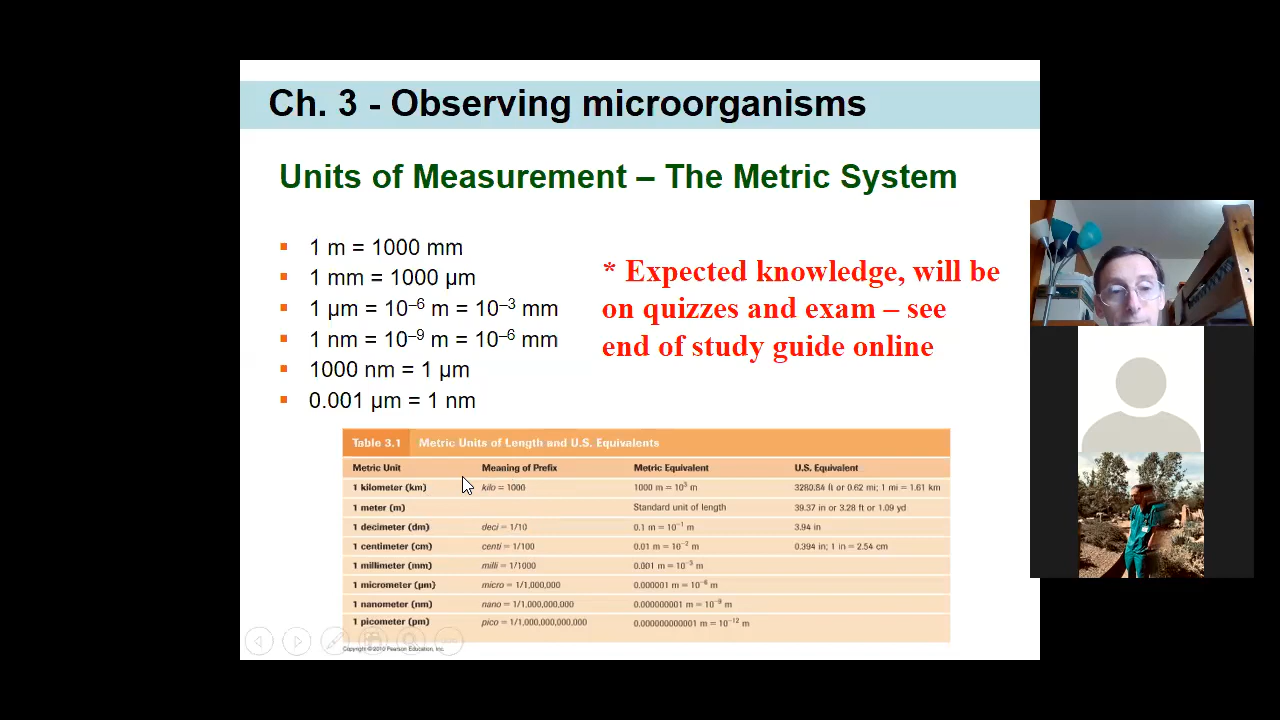 Ch. 3 - Observing microorganisms
Units of Measurement – The Metric System
▪ 1 m = 1000 mm
▪ 1 mm = 1000 μm
▪ 1 μm = 10⁻⁶ m = 10⁻³ mm
▪ 1 nm = 10⁻⁹ m = 10⁻⁶ mm
▪ 1000 nm = 1 μm
▪ 0.001 μm = 1 nm
* Expected knowledge, will be
on quizzes and exam – see
end of study guide online
Table 3.1 Metric Units of Length and U.S. Equivalents
Metric Unit Meaning of Prefix Metric Equivalent U.S. Equivalent
1 kilometer (km) kilo = 1000 1000 m = 10³ m 3280.84 ft or 0.62 mi; 1 mi = 1.61 km
1 meter (m) Standard unit of length 39.37 in or 3.28 ft or 1.09 yd
1 decimeter (dm) deci = 1/10 0.1 m = 10⁻¹ m 3.94 in
1 centimeter (cm) centi = 1/100 0.01 m = 10⁻² m 0.394 in; 1 in = 2.54 cm
1 millimeter (mm) milli = 1/1000 0.001 m = 10⁻³ m
1 micrometer (μm) micro = 1/1,000,000 0.000001 m = 10⁻⁶ m
1 nanometer (nm) nano = 1/1,000,000,000 0.000000001 m = 10⁻⁹ m
1 picometer (pm) pico = 1/1,000,000,000,000 0.000000000001 m = 10⁻¹² m
Copyright © 2010 Pearson Education, Inc.